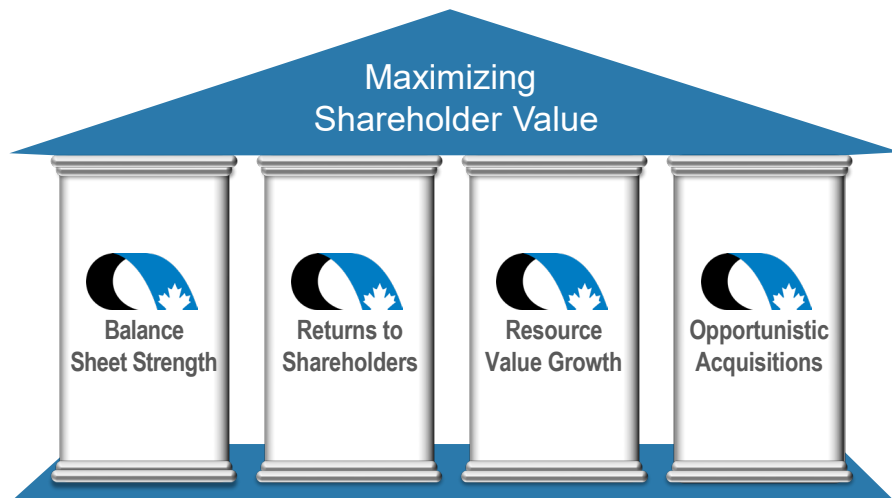 Maximizing
Shareholder Value
Balance
Sheet Strength
Returns to
Shareholders
Resource
Value Growth
Opportunistic
Acquisitions